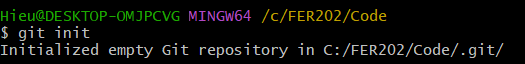 Hieu@DESKTOP-OMJPCVG MINGW64 /c/FER202/Code
$ git init
Initialized empty Git repository in C:/FER202/Code/.git/